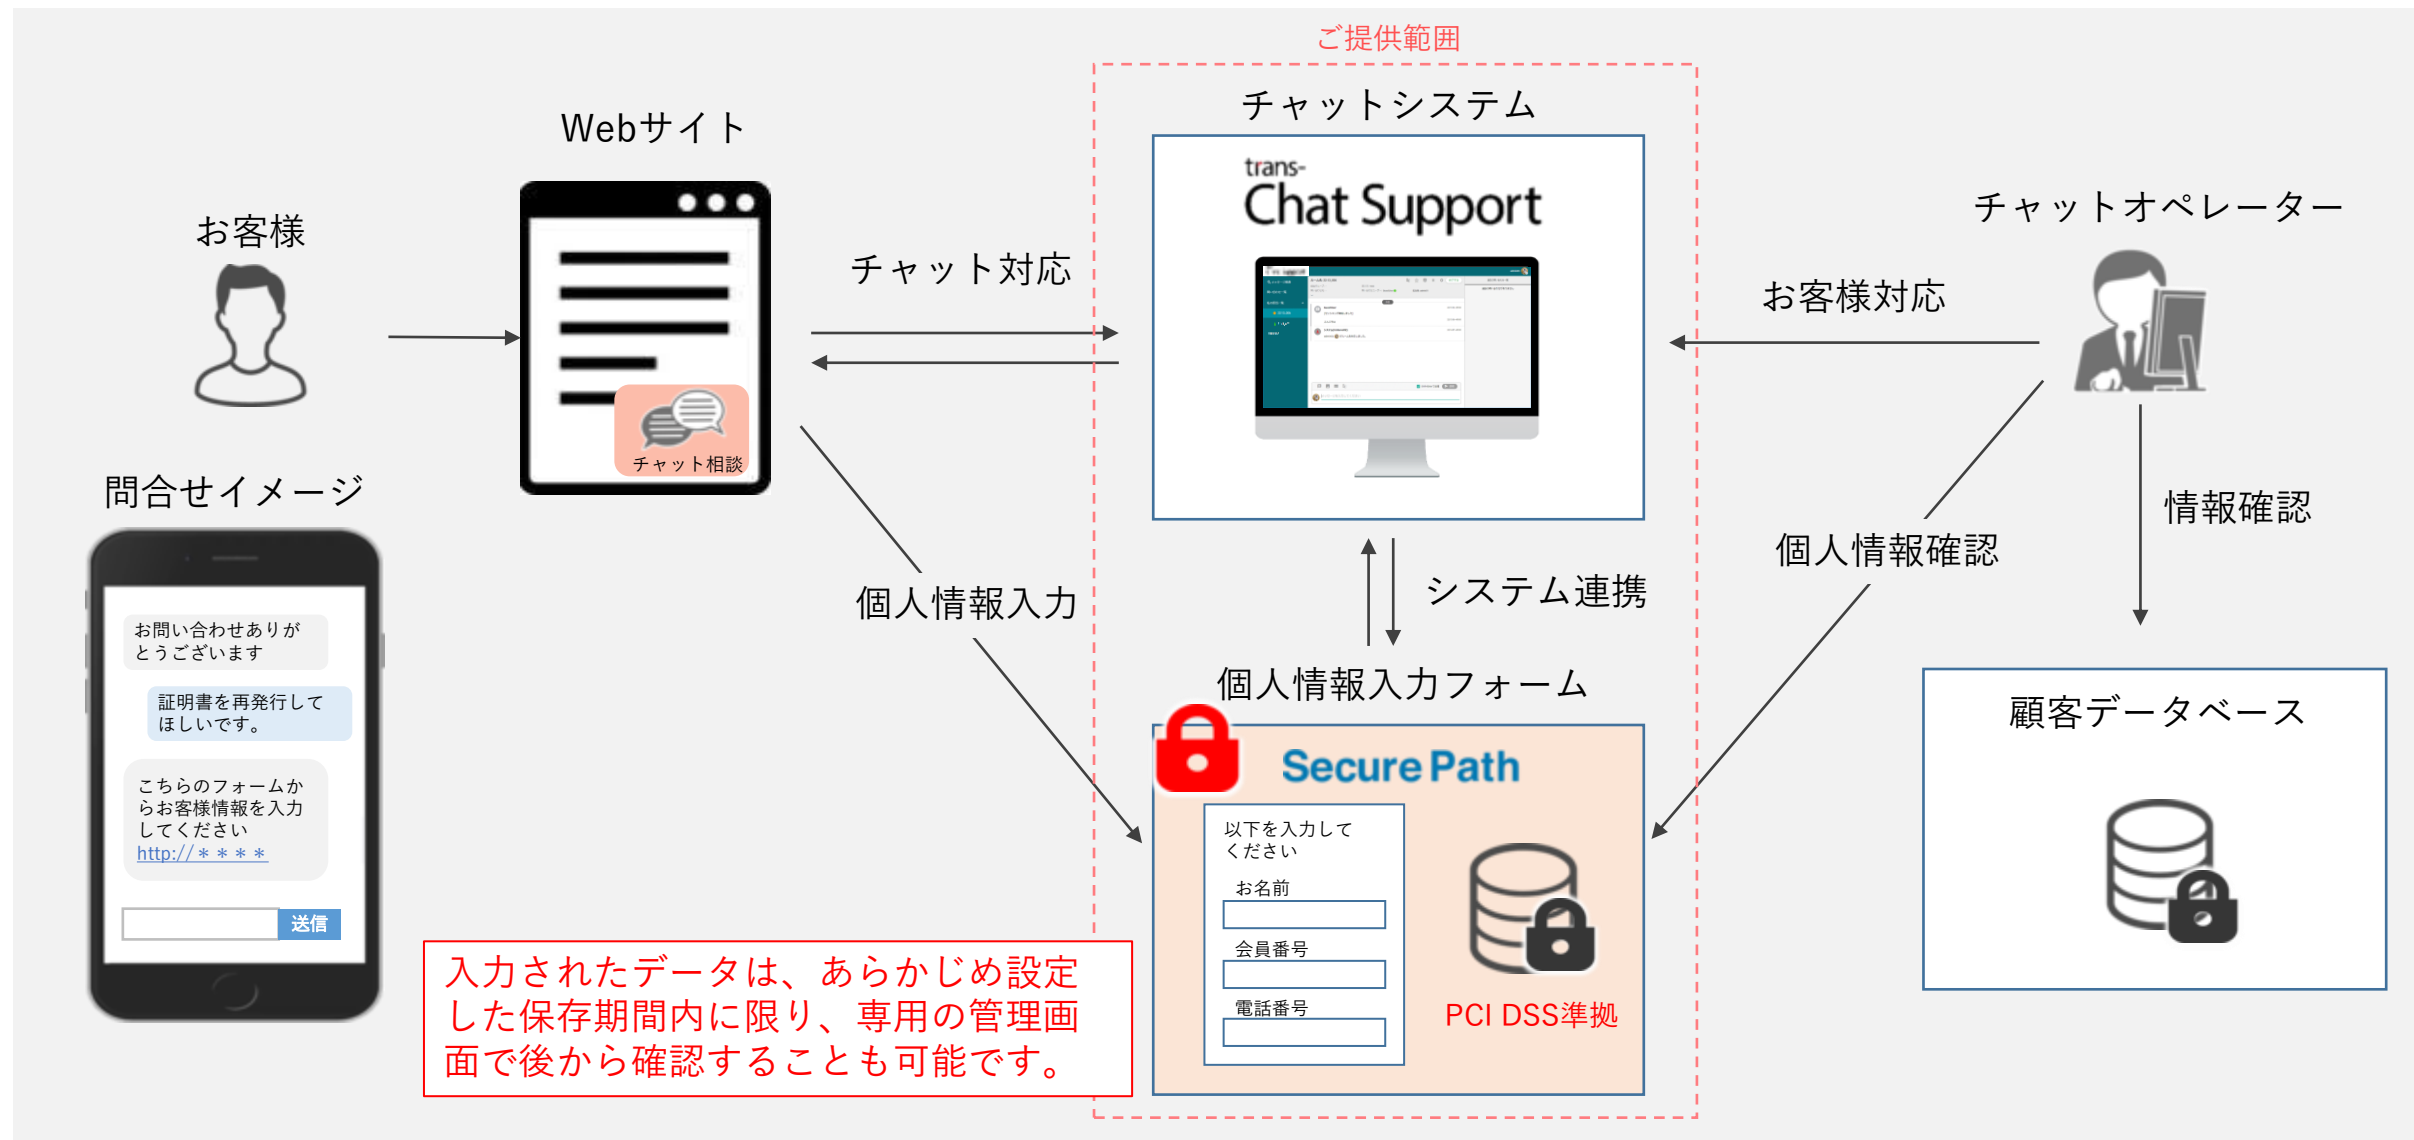 ご提供範囲
チャットシステム
Webサイト
trans-
Chat Support
チャットオペレーター
お客様
チャット対応
お客様対応
チャット相談
問合せイメージ
情報確認
個人情報確認
システム連携
個人情報入力
お問い合わせありが
とうございます
証明書を再発行して
ほしいです。
こちらのフォームか
らお客様情報を入力
してください
http://＊＊＊＊
送信
個人情報入力フォーム
Secure Path
以下を入力して
ください
お名前
会員番号
電話番号
PCI DSS準拠
顧客データベース
入力されたデータは、あらかじめ設定
した保存期間内に限り、専用の管理画
面で後から確認することも可能です。